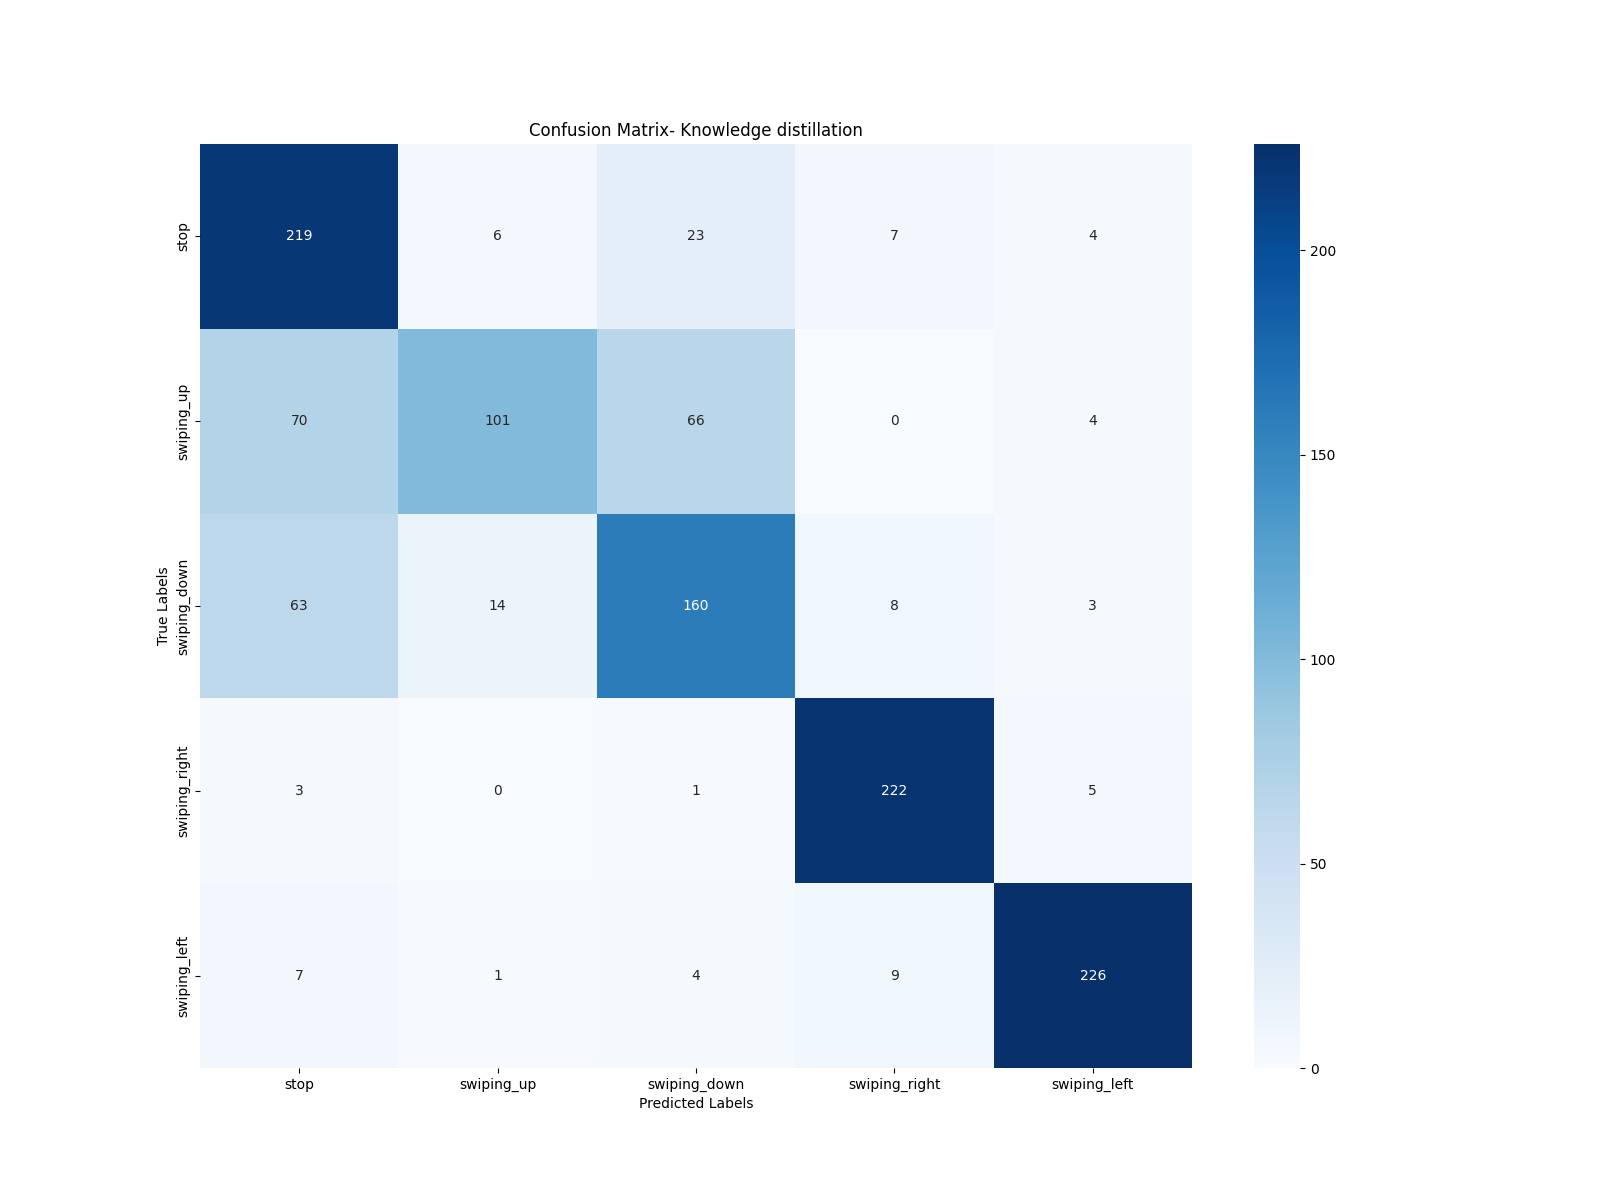 Confusion Matrix- Knowledge distillation
stop 219 6 23 7 4
swiping_up 70 101 66 0 4
swiping_down 63 14 160 8 3
swiping_right 3 0 1 222 5
swiping_left 7 1 4 9 226
True Labels
stop swiping_up swiping_down swiping_right swiping_left
Predicted Labels
200
150
100
50
0